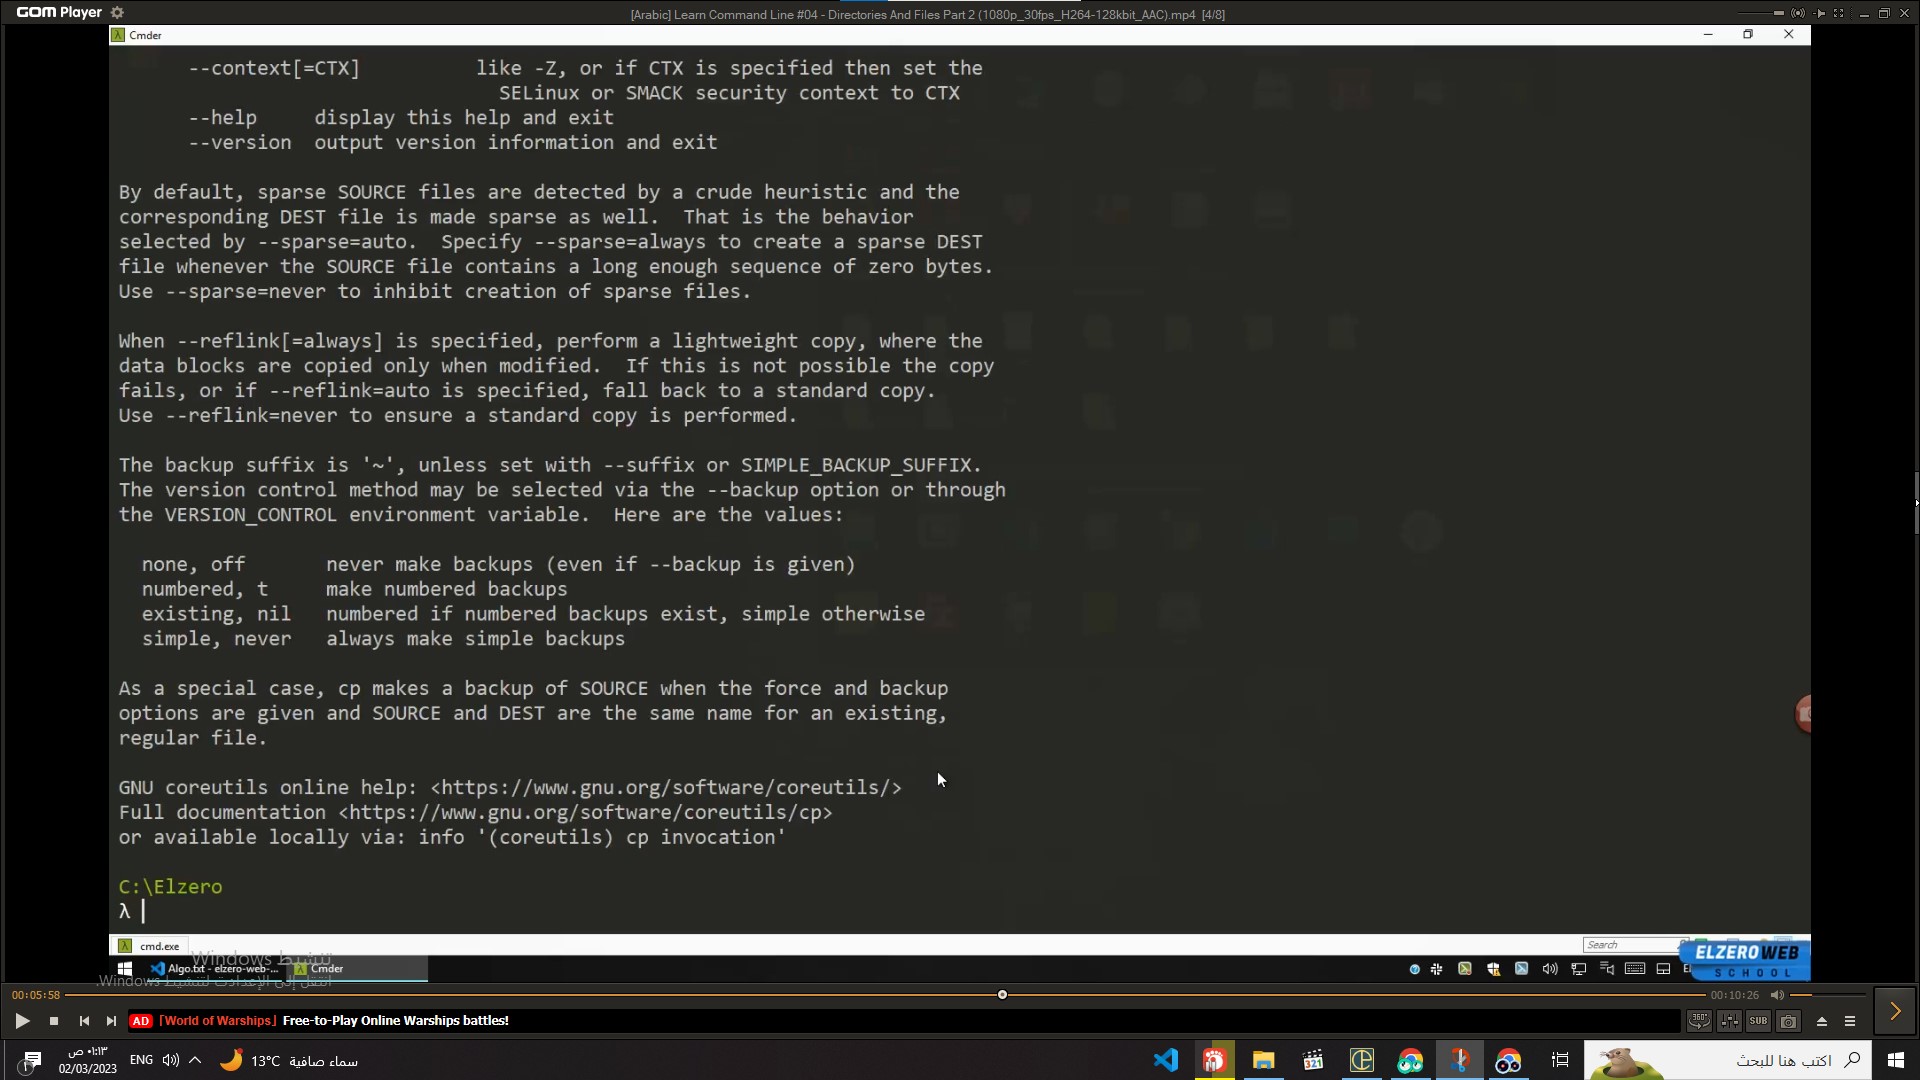 GOM Player
[Arabic] Learn Command Line #04 - Directories And Files Part 2 (1080p_30fps_H264-128kbit_AAC).mp4 [4/8]
Cmder
--context[=CTX] like -Z, or if CTX is specified then set the
SELinux or SMACK security context to CTX
--help display this help and exit
--version output version information and exit
By default, sparse SOURCE files are detected by a crude heuristic and the
corresponding DEST file is made sparse as well. That is the behavior
selected by --sparse=auto. Specify --sparse=always to create a sparse DEST
file whenever the SOURCE file contains a long enough sequence of zero bytes.
Use --sparse=never to inhibit creation of sparse files.
When --reflink[=always] is specified, perform a lightweight copy, where the
data blocks are copied only when modified. If this is not possible the copy
fails, or if --reflink=auto is specified, fall back to a standard copy.
Use --reflink=never to ensure a standard copy is performed.
The backup suffix is '~', unless set with --suffix or SIMPLE_BACKUP_SUFFIX.
The version control method may be selected via the --backup option or through
the VERSION_CONTROL environment variable. Here are the values:
none, off never make backups (even if --backup is given)
numbered, t make numbered backups
existing, nil numbered if numbered backups exist, simple otherwise
simple, never always make simple backups
As a special case, cp makes a backup of SOURCE when the force and backup
options are given and SOURCE and DEST are the same name for an existing,
regular file.
GNU coreutils online help: <https://www.gnu.org/software/coreutils/>
Full documentation <https://www.gnu.org/software/coreutils/cp>
or available locally via: info '(coreutils) cp invocation'
C:\Elzero
λ
cmd.exe
Search
تنشيط Windows
Algo.txt - elzero-web-...
Cmder
ELZERO WEB
SCHOOL
انتقل إلى الإعدادات لتنشيط Windows.
00:05:58
00:10:26
AD [World of Warships] Free-to-Play Online Warships battles!
360°
SUB
٠١:١٣ ص
02/03/2023
ENG
13°C سماء صافية
321
اكتب هنا للبحث